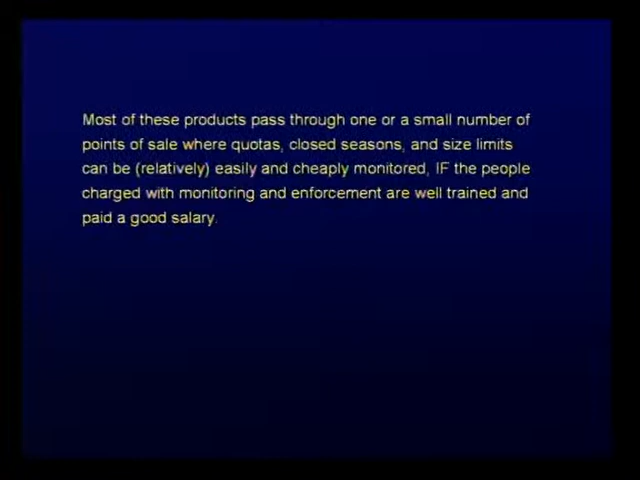 Most of these products pass through one or a small number of
points of sale where quotas, closed seasons, and size limits
can be (relatively) easily and cheaply monitored, IF the people
charged with monitoring and enforcement are well trained and
paid a good salary.